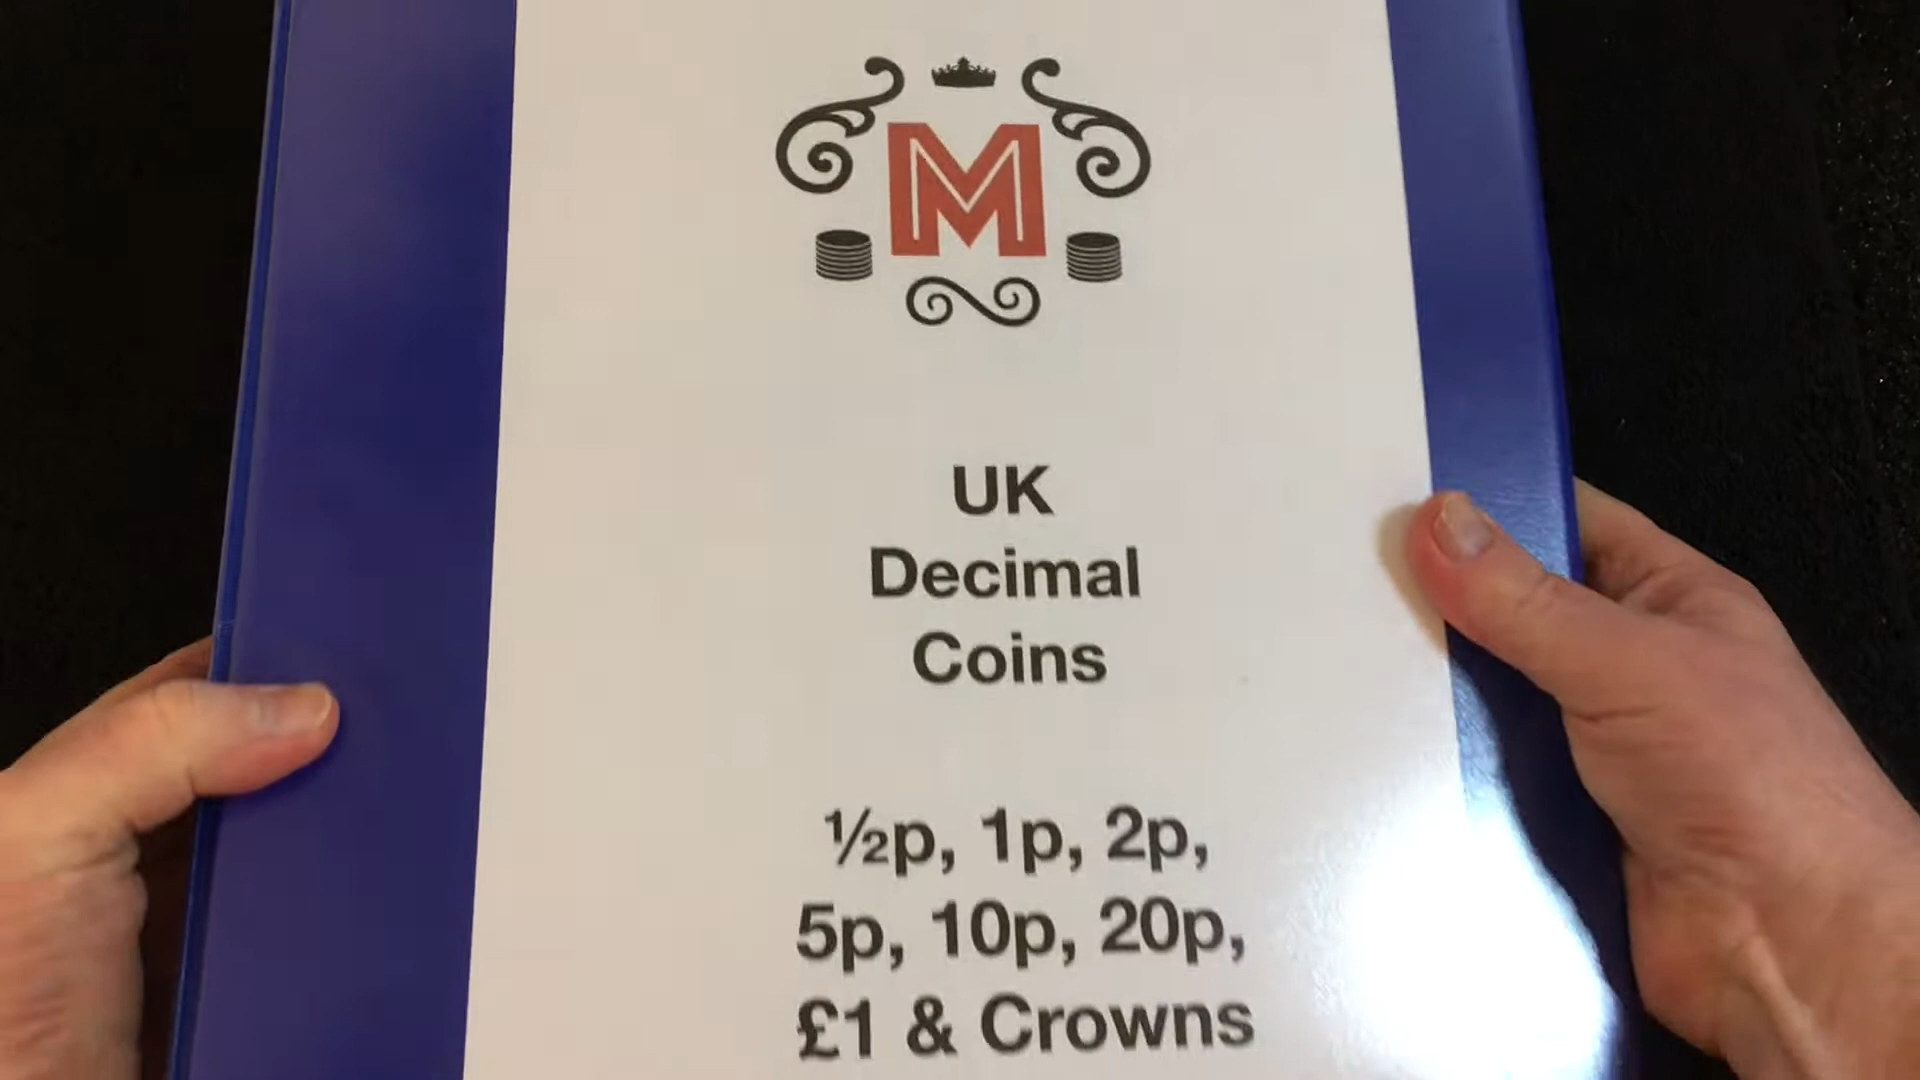 M
UK
Decimal
Coins
½p, 1p, 2p,
5p, 10p, 20p,
£1 & Crowns